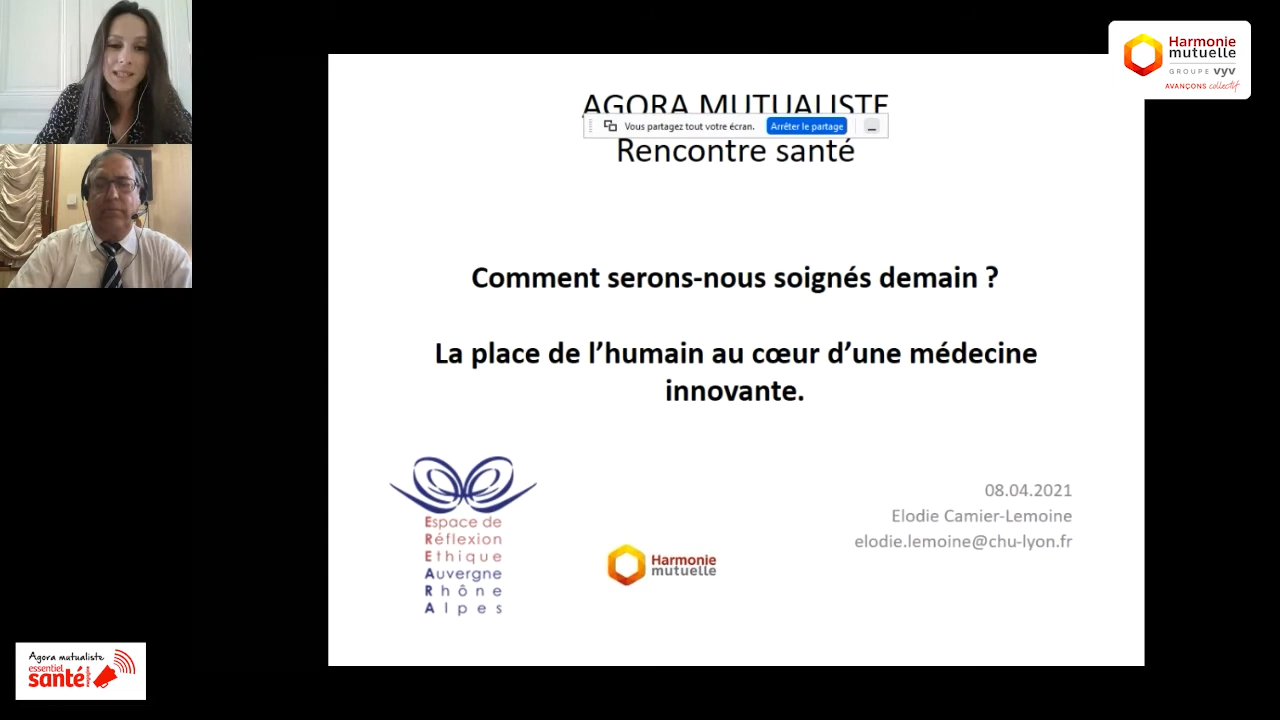 Harmonie
mutuelle
GROUPE vyv
AVANÇONS collectif
AGORA MUTUALISTE
Vous partagez tout votre écran. Arrêter le partage
Rencontre santé
Comment serons-nous soignés demain ?
La place de l’humain au cœur d’une médecine
innovante.
Espace de
Réflexion
Ethique
Auvergne
Rhône
Alpes
Harmonie
mutuelle
08.04.2021
Elodie Camier-Lemoine
elodie.lemoine@chu-lyon.fr
Agora mutualiste
essentiel
santé